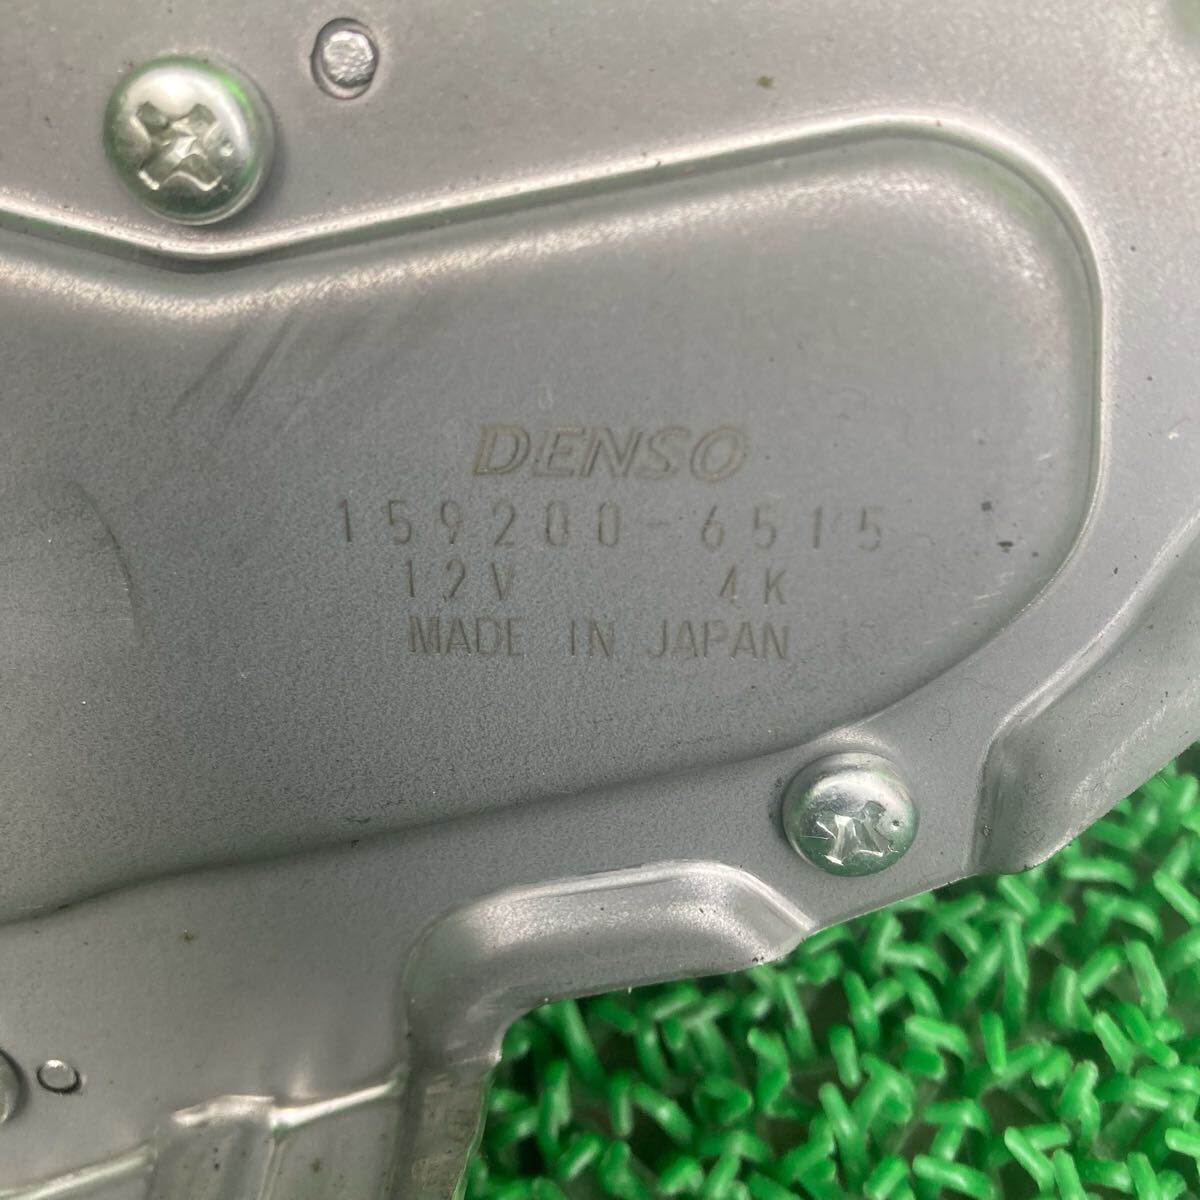 DENSO
159200-6515
12V 4K
MADE IN JAPAN